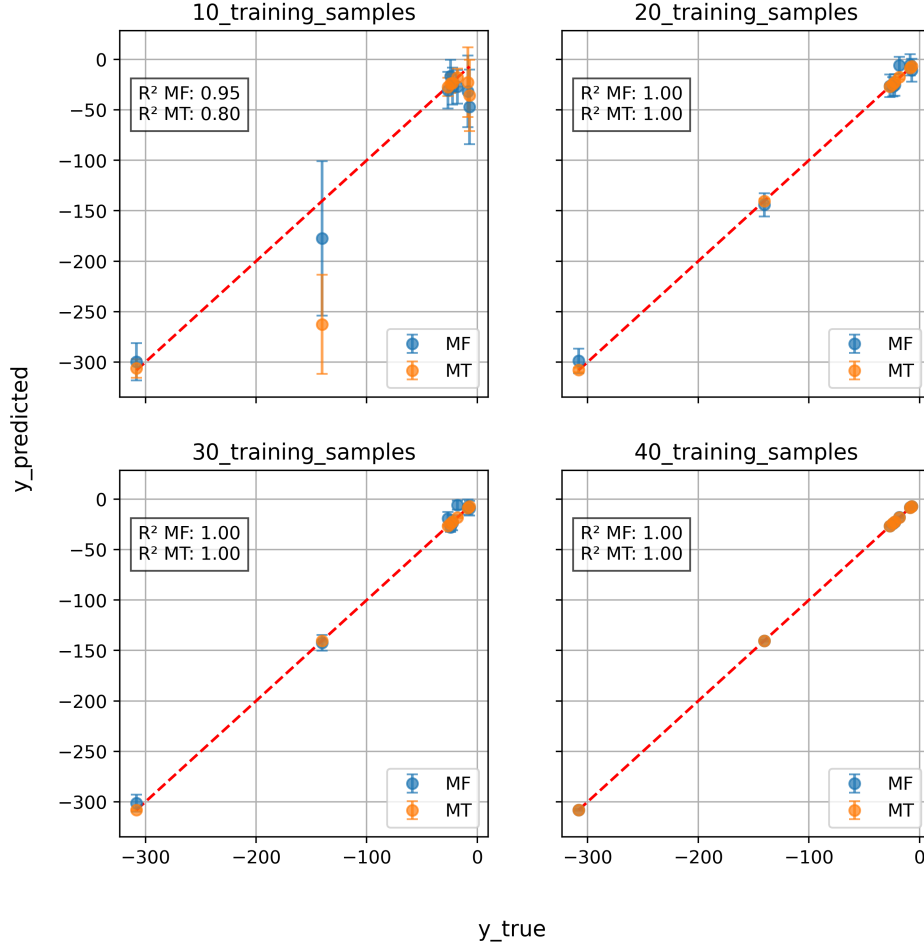 10_training_samples
0
−50
−100
−150
−200
−250
−300
R² MF: 0.95
R² MT: 0.80
MF
MT
20_training_samples
R² MF: 1.00
R² MT: 1.00
MF
MT
y_predicted
30_training_samples
0
−50
−100
−150
−200
−250
−300
R² MF: 1.00
R² MT: 1.00
MF
MT
−300
−200
−100
0
40_training_samples
R² MF: 1.00
R² MT: 1.00
MF
MT
−300
−200
−100
0
y_true